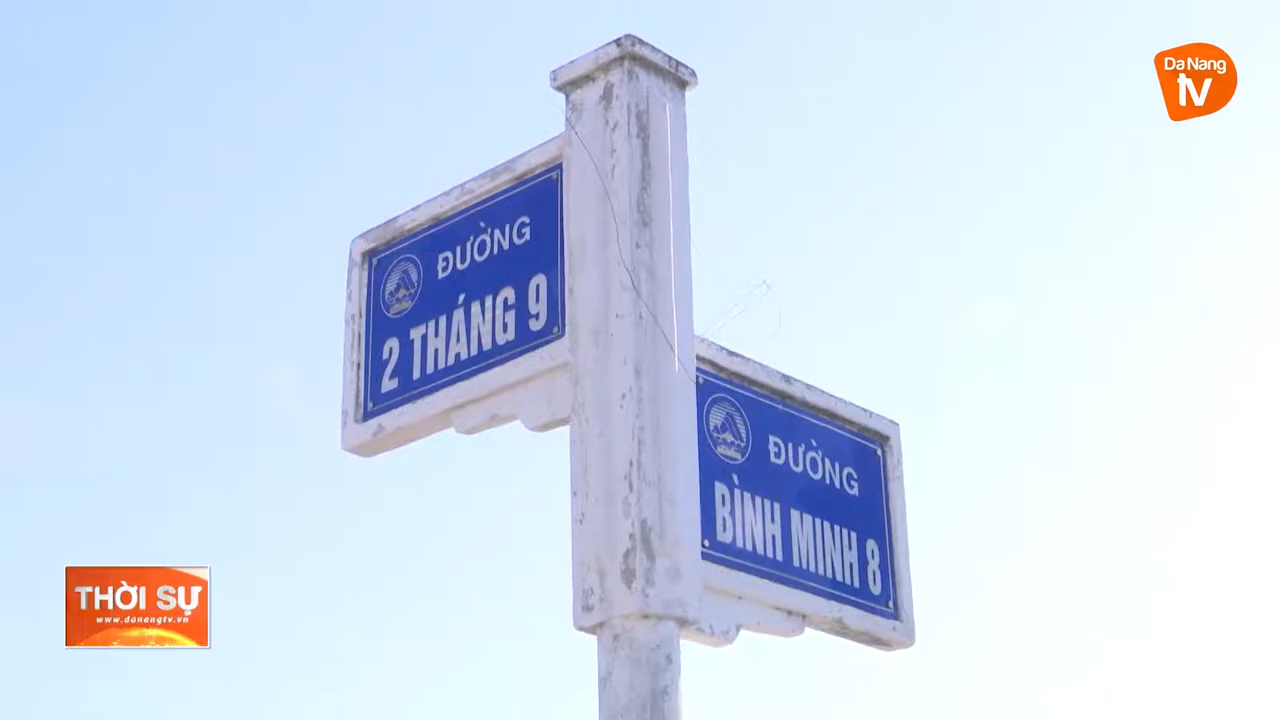 Da Nang
tv
ĐƯỜNG
2 THÁNG 9
ĐƯỜNG
BÌNH MINH 8
THỜI SỰ
www.danangtv.vn